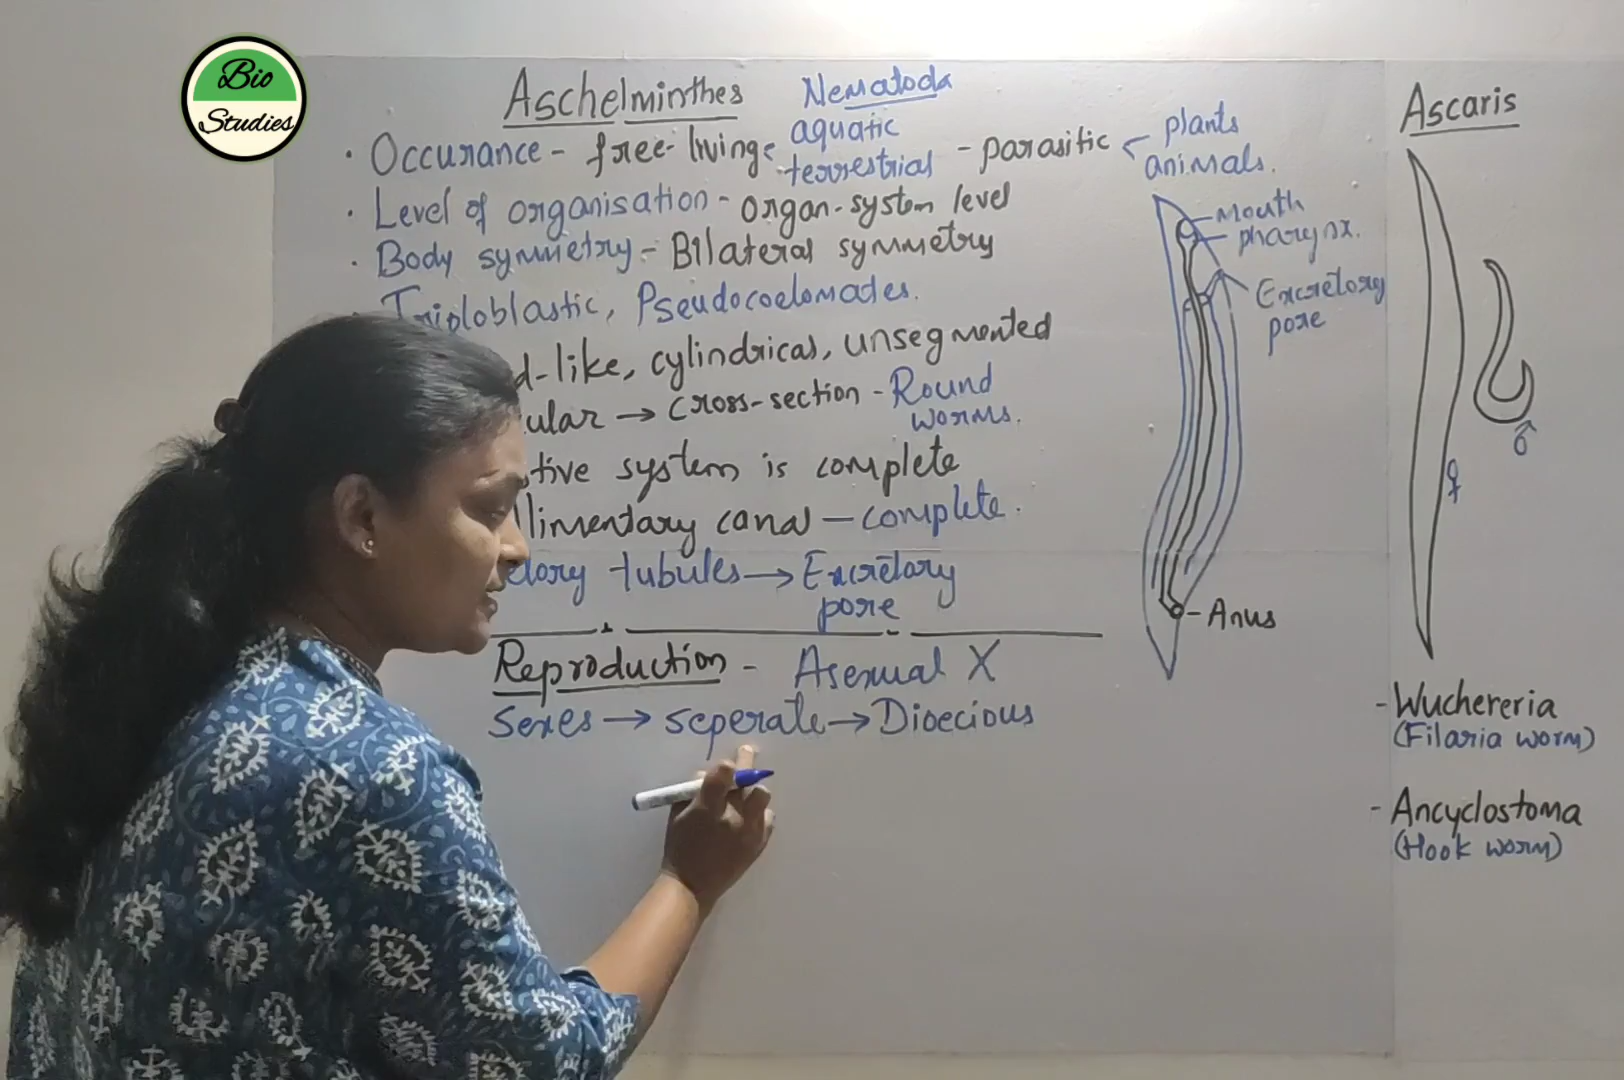 Bio
Studies
Aschelminthes Nematoda
• Occurance - free-living < aquatic terrestrial - parasitic < plants animals.
• Level of organisation - organ-system level
• Body symmetry - Bilateral symmetry
• Triploblastic, Pseudocoelomates.
d-like, cylindrical, unsegmented
ular → cross-section - Round
worms.
tive system is complete
limentary canal - complete.
etory tubules → Excretory
pore
Reproduction - Asexual X
Sexes → seperate → Dioecious
Mouth
pharynx.
Excretory
pore
Anus
Ascaris
♂
♀
- Wuchereria
(Filaria worm)
- Ancyclostoma
(Hook worm)